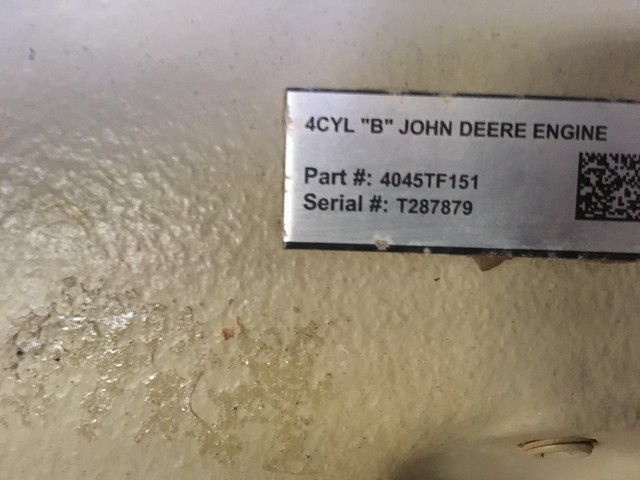 4CYL "B" JOHN DEERE ENGINE
Part #: 4045TF151
Serial #: T287879